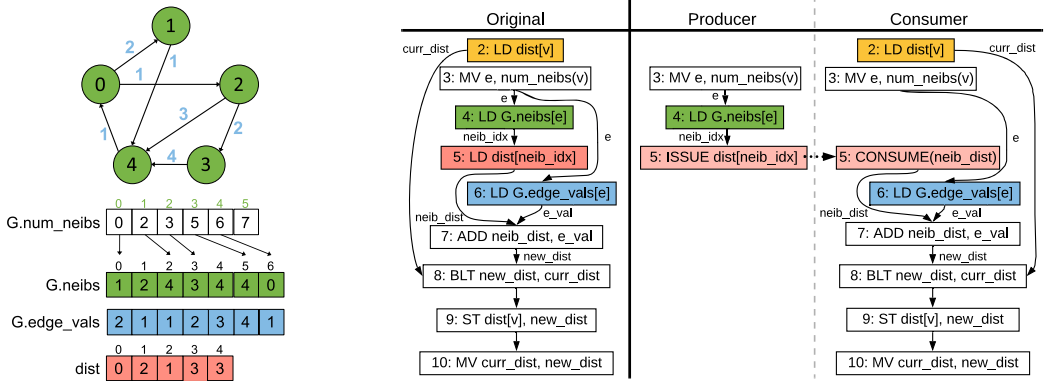 1
2
1
1
0
2
3
2
1
4
4
3
0 1 2 3 4 5
G.num_neibs 0 2 3 5 6 7
0 1 2 3 4 5 6
G.neibs 1 2 4 3 4 4 0
G.edge_vals 2 1 1 2 3 4 1
0 1 2 3 4
dist 0 2 1 3 3
Original
curr_dist
2: LD dist[v]
3: MV e, num_neibs(v)
e
4: LD G.neibs[e]
neib_idx
e
5: LD dist[neib_idx]
6: LD G.edge_vals[e]
neib_dist
e_val
7: ADD neib_dist, e_val
new_dist
8: BLT new_dist, curr_dist
9: ST dist[v], new_dist
10: MV curr_dist, new_dist
Producer
3: MV e, num_neibs(v)
e
4: LD G.neibs[e]
neib_idx
5: ISSUE dist[neib_idx]
Consumer
2: LD dist[v]
curr_dist
3: MV e, num_neibs(v)
e
5: CONSUME(neib_dist)
6: LD G.edge_vals[e]
neib_dist
e_val
7: ADD neib_dist, e_val
new_dist
8: BLT new_dist, curr_dist
9: ST dist[v], new_dist
10: MV curr_dist, new_dist